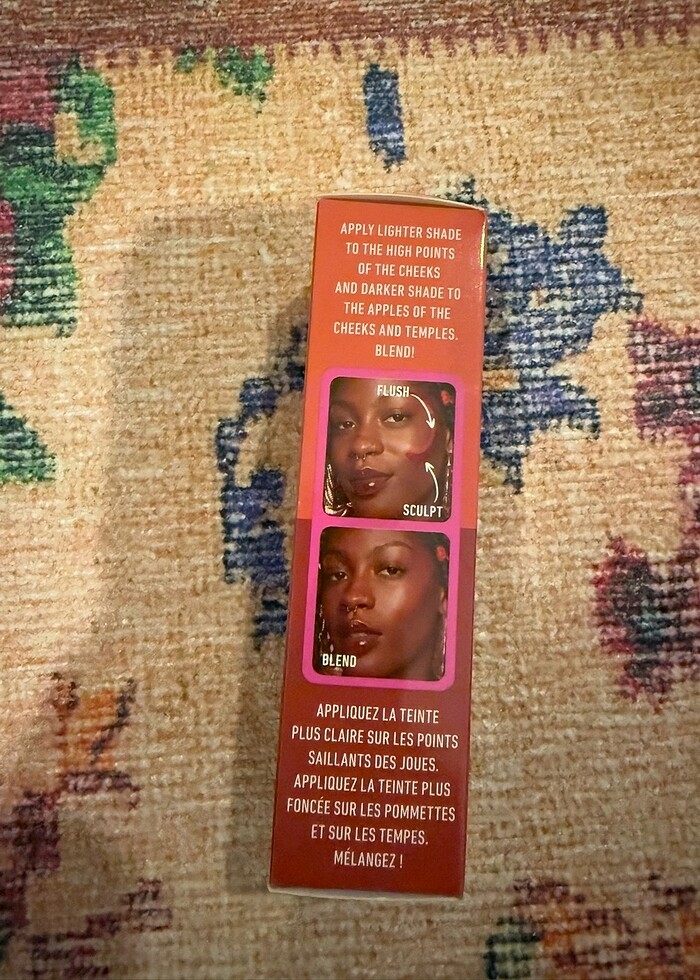 APPLY LIGHTER SHADE
TO THE HIGH POINTS
OF THE CHEEKS
AND DARKER SHADE TO
THE APPLES OF THE
CHEEKS AND TEMPLES.
BLEND!
FLUSH
SCULPT
BLEND
APPLIQUEZ LA TEINTE
PLUS CLAIRE SUR LES POINTS
SAILLANTS DES JOUES.
APPLIQUEZ LA TEINTE PLUS
FONCÉE SUR LES POMMETTES
ET SUR LES TEMPES.
MÉLANGEZ !